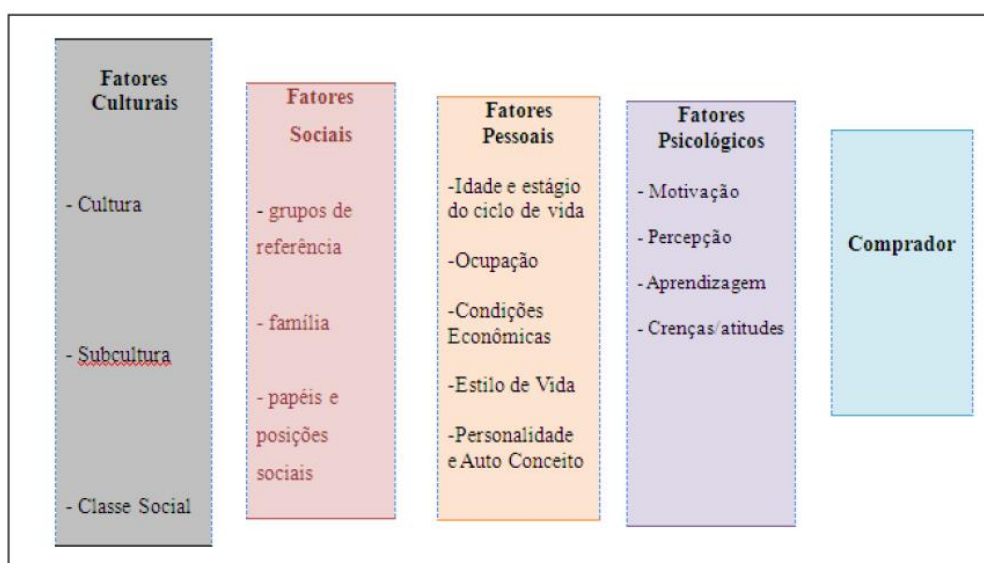 Fatores
Culturais
- Cultura
- Subcultura
- Classe Social
Fatores
Sociais
- grupos de
referência
- família
- papéis e
posições
sociais
Fatores
Pessoais
-Idade e estágio
do ciclo de vida
-Ocupação
-Condições
Econômicas
-Estilo de Vida
-Personalidade
e Auto Conceito
Fatores
Psicológicos
- Motivação
- Percepção
- Aprendizagem
- Crenças/atitudes
Comprador